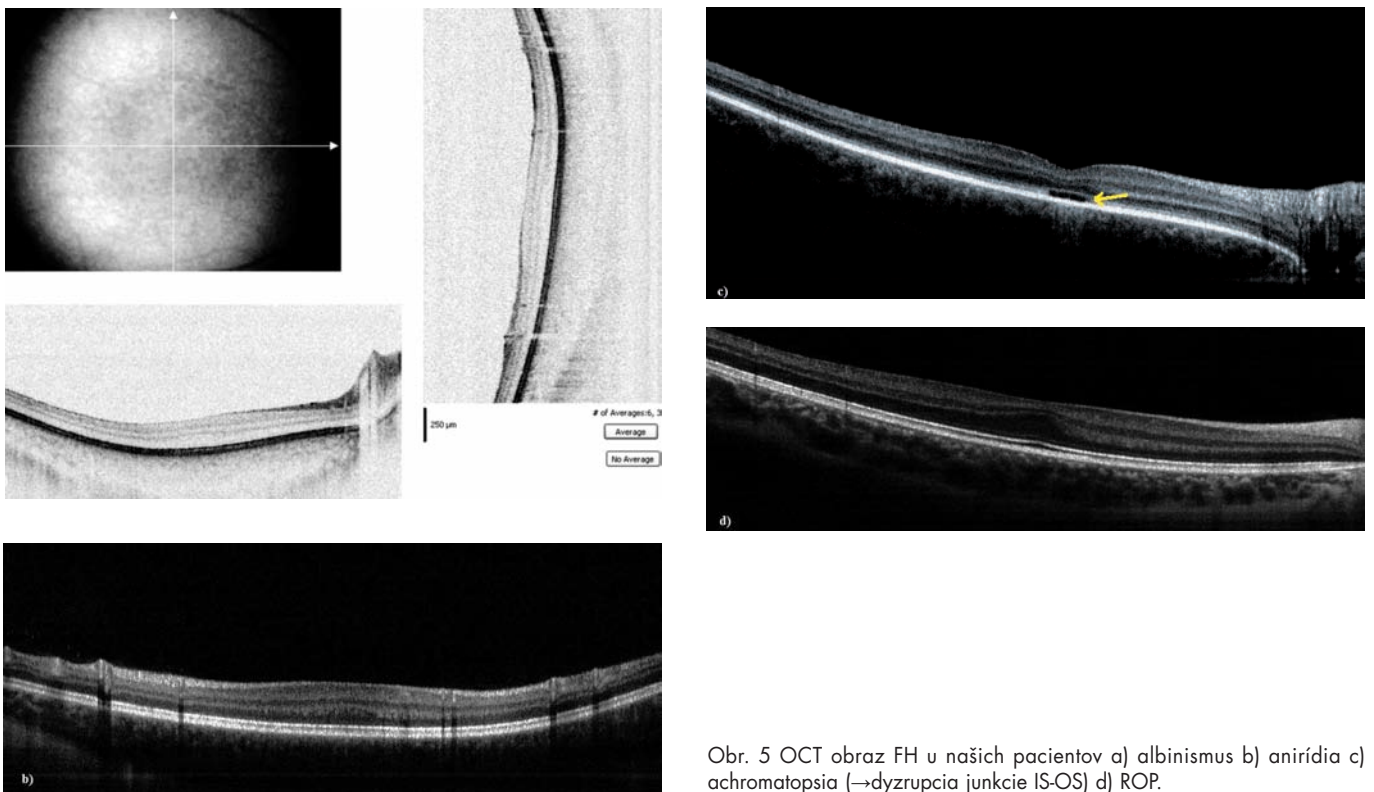 # of Averages:6, 3
Average
No Average
250 µm
b)
c)
d)
Obr. 5 OCT obraz FH u našich pacientov a) albinismus b) anirídia c)
achromatopsia (→dyzrupcia junkcie IS-OS) d) ROP.